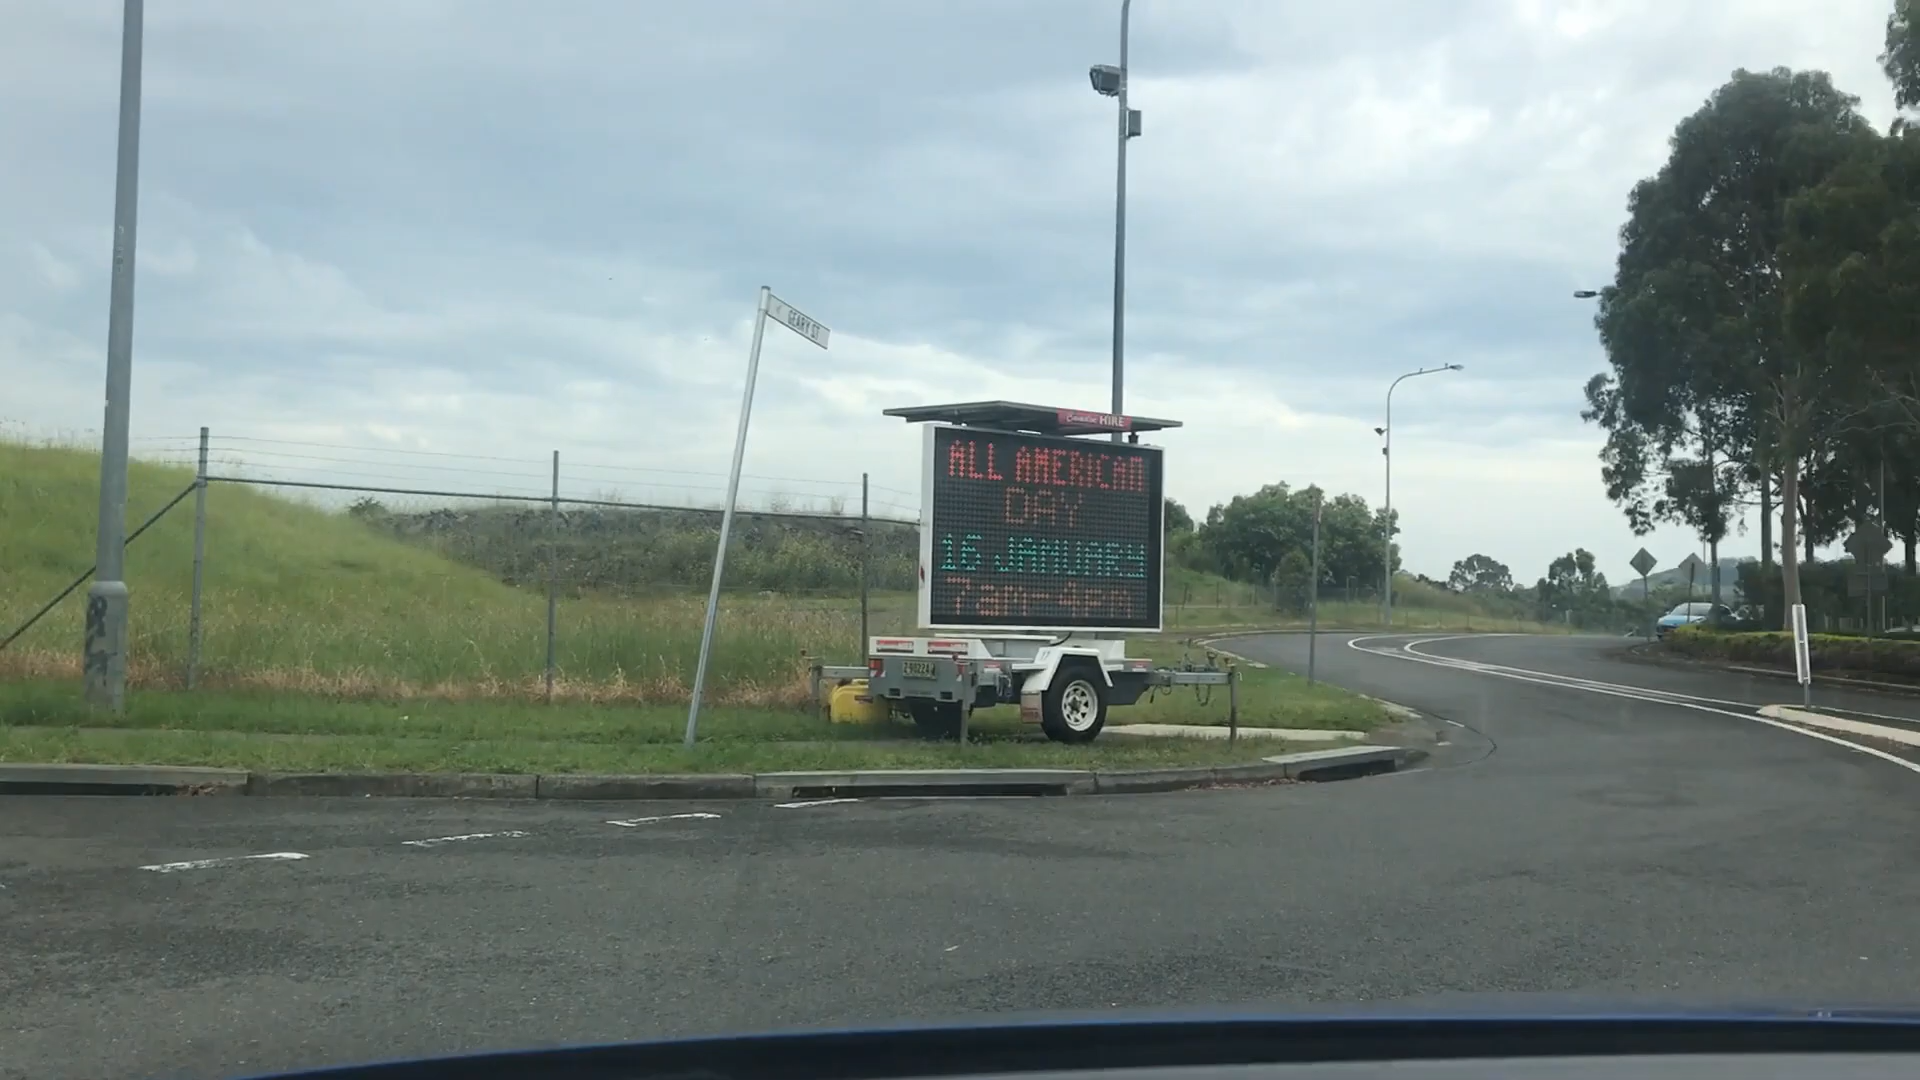 GEARY ST
HIRE
ALL AMERICAN
DAY
16 JANUARY
7am-4pm